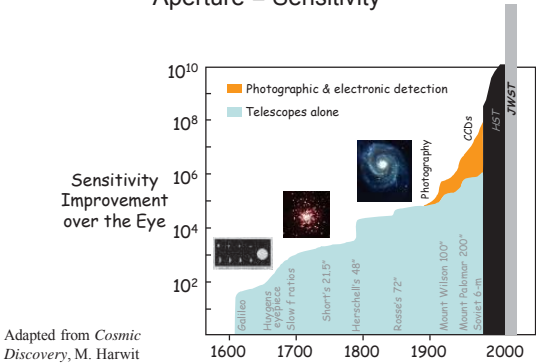 Aperture = Sensitivity
10^10
10^8
10^6
10^4
10^2
Photographic & electronic detection
Telescopes alone
Sensitivity
Improvement
over the Eye
Galileo
Huygens
eyepiece
Slow f ratios
Short's 21.5"
Herschell's 48"
Rosse's 72"
Photography
Mount Wilson 100"
Mount Palomar 200"
Soviet 6-m
CCDs
HST
JWST
1600
1700
1800
1900
2000
Adapted from Cosmic
Discovery, M. Harwit